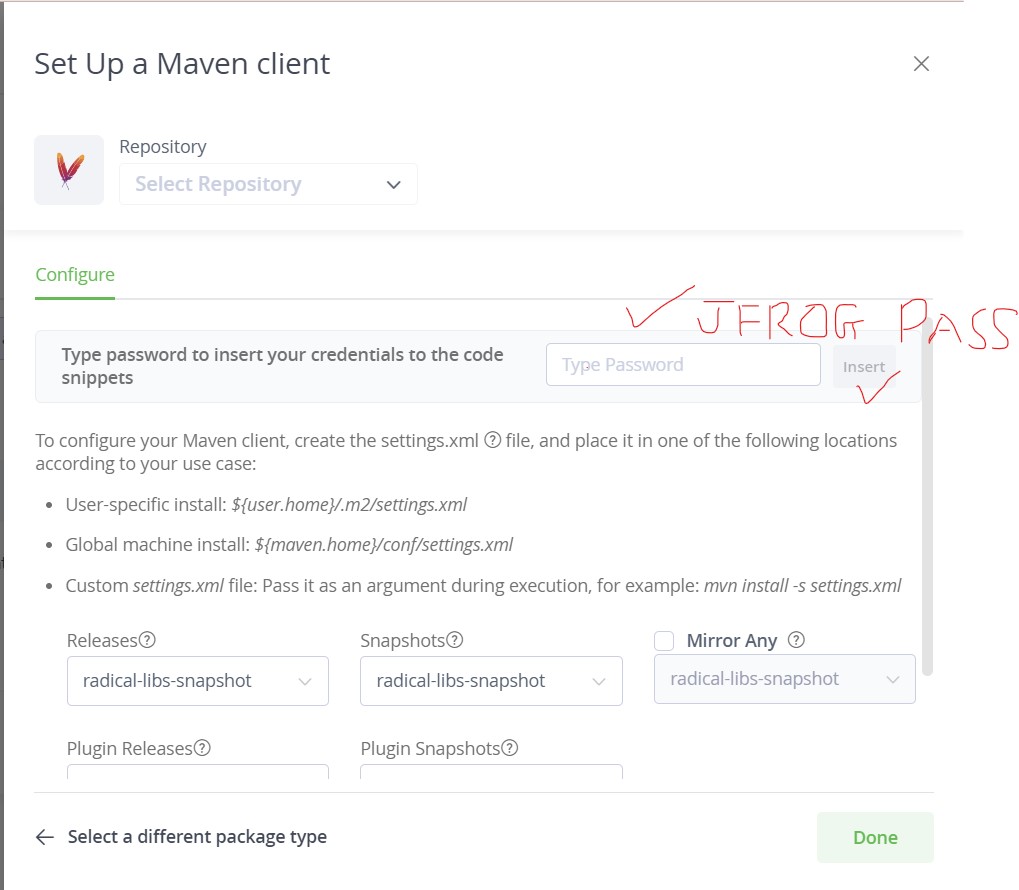 Set Up a Maven client
Repository
Select Repository
Configure
JFROG PASS
Type password to insert your credentials to the code
snippets
Type Password
Insert
To configure your Maven client, create the settings.xml ? file, and place it in one of the following locations
according to your use case:
• User-specific install: ${user.home}/.m2/settings.xml
• Global machine install: ${maven.home}/conf/settings.xml
• Custom settings.xml file: Pass it as an argument during execution, for example: mvn install -s settings.xml
Releases? Snapshots? Mirror Any ?
radical-libs-snapshot radical-libs-snapshot radical-libs-snapshot
Plugin Releases? Plugin Snapshots?
← Select a different package type
Done